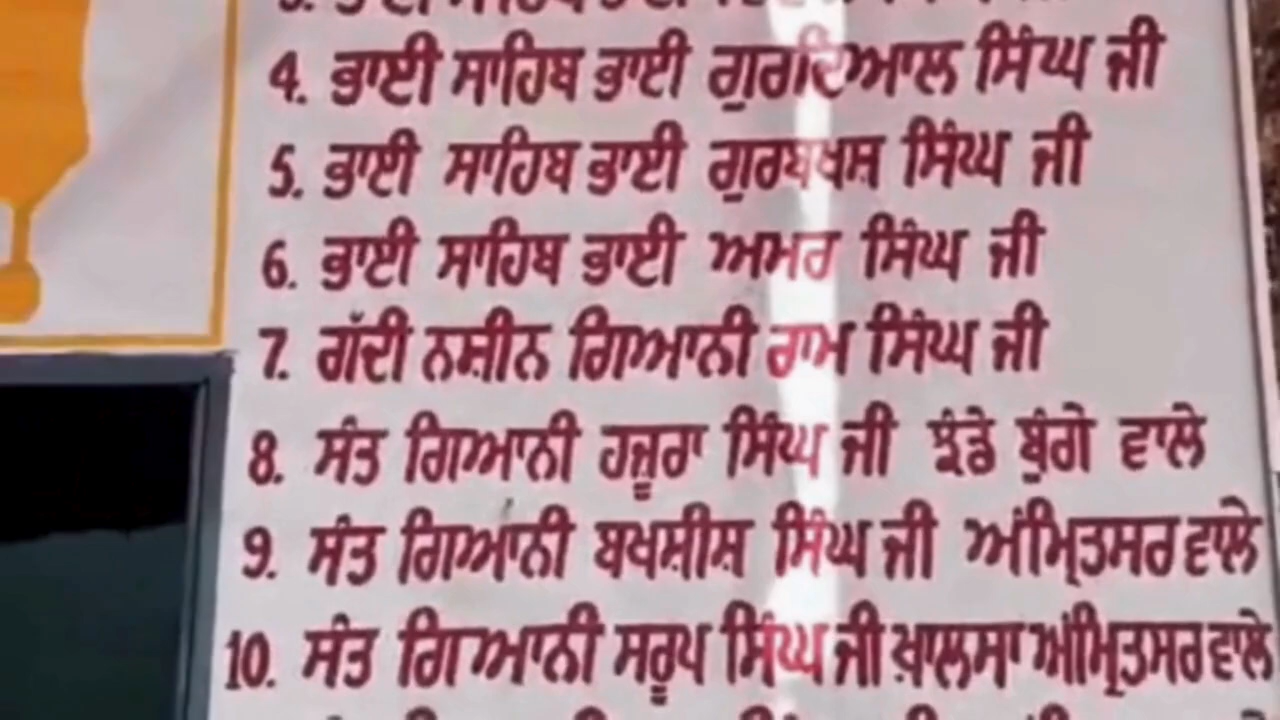 4. ਭਾਈ ਸਾਹਿਬ ਭਾਈ ਗੁਰਦਿਆਲ ਸਿੰਘ ਜੀ
5. ਭਾਈ ਸਾਹਿਬ ਭਾਈ ਗੁਰਬਖਸ਼ ਸਿੰਘ ਜੀ
6. ਭਾਈ ਸਾਹਿਬ ਭਾਈ ਅਮਰ ਸਿੰਘ ਜੀ
7. ਗੱਦੀ ਨਸ਼ੀਨ ਗਿਆਨੀ ਰਾਮ ਸਿੰਘ ਜੀ
8. ਸੰਤ ਗਿਆਨੀ ਹਜ਼ੂਰਾ ਸਿੰਘ ਜੀ ਝੰਡੇ ਬੁੰਗੇ ਵਾਲੇ
9. ਸੰਤ ਗਿਆਨੀ ਬਖਸ਼ੀਸ਼ ਸਿੰਘ ਜੀ ਅੰਮ੍ਰਿਤਸਰ ਵਾਲੇ
10. ਸੰਤ ਗਿਆਨੀ ਸਰੂਪ ਸਿੰਘ ਜੀ ਖ਼ਾਲਸਾ ਅੰਮ੍ਰਿਤਸਰ ਵਾਲੇ